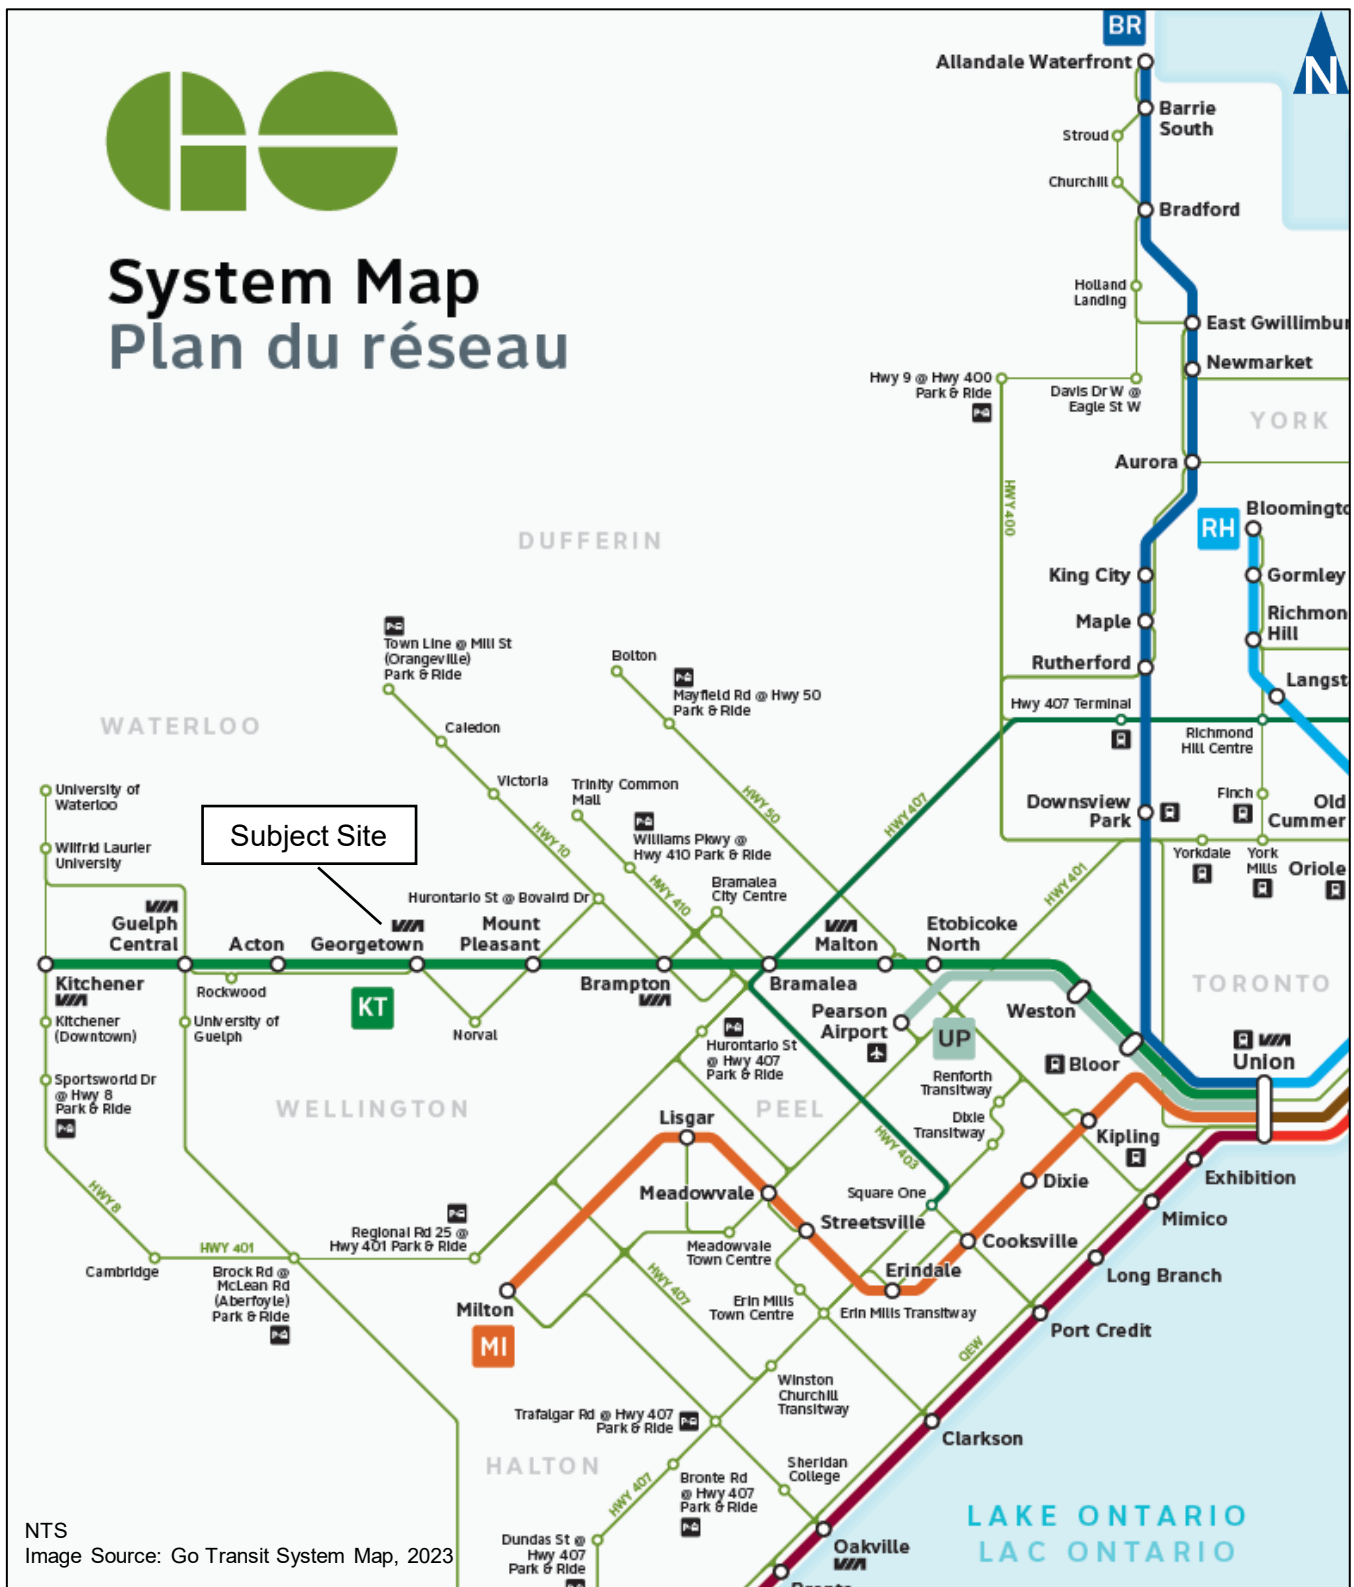 BR
N
Allandale Waterfront
Barrie
South
Stroud
Churchill
Bradford
GO
System Map
Plan du réseau
Holland
Landing
East Gwillimbur
Newmarket
Hwy 9 @ Hwy 400
Park & Ride
Davis Dr W @
Eagle St W
YORK
Aurora
HWY 400
RH
Bloomingto
DUFFERIN
King City
Gormley
Maple
Richmon
Hill
Rutherford
Langst
Town Line @ Mill St
(Orangeville)
Park & Ride
Bolton
Mayfield Rd @ Hwy 50
Park & Ride
Hwy 407 Terminal
WATERLOO
Caledon
Richmond
Hill Centre
University of
Waterloo
Victoria
Trinity Common
Mall
HWY 50
HWY 407
Finch
Downsview
Park
Old
Cummer
Subject Site
HWY 10
Williams Pkwy @
Hwy 410 Park & Ride
Wilfrid Laurier
University
Yorkdale
York
Mills
Oriole
HWY 401
Hurontario St @ Bovaird Dr
HWY 410
Bramalea
City Centre
VIA
Guelph
Central
Acton
VIA
Georgetown
Mount
Pleasant
VIA
Malton
Etobicoke
North
Kitchener
VIA
Rockwood
KT
Brampton
VIA
Bramalea
TORONTO
Kitchener
(Downtown)
University of
Guelph
Norval
Pearson
Airport
UP
Weston
Hurontario St
@ Hwy 407
Park & Ride
Bloor
VIA
Union
Sportsworld Dr
@ Hwy 8
Park & Ride
Renforth
Transitway
WELLINGTON
PEEL
Lisgar
Dixie
Transitway
Kipling
HWY 403
Exhibition
HWY 8
Meadowvale
Square One
Dixie
Mimico
Regional Rd 25 @
Hwy 401 Park & Ride
Streetsville
Cooksville
HWY 401
Cambridge
Brock Rd @
McLean Rd
(Aberfoyle)
Park & Ride
Meadowvale
Town Centre
Erindale
Long Branch
HWY 407
Milton
MI
Erin Mills
Town Centre
Erin Mills Transitway
Port Credit
QEW
Winston
Churchill
Transitway
Trafalgar Rd @ Hwy 407
Park & Ride
Clarkson
HALTON
HWY 407
Bronte Rd
@ Hwy 407
Park & Ride
Sheridan
College
LAKE ONTARIO
LAC ONTARIO
NTS
Image Source: Go Transit System Map, 2023
Dundas St @
Hwy 407
Park & Ride
Oakville
VIA